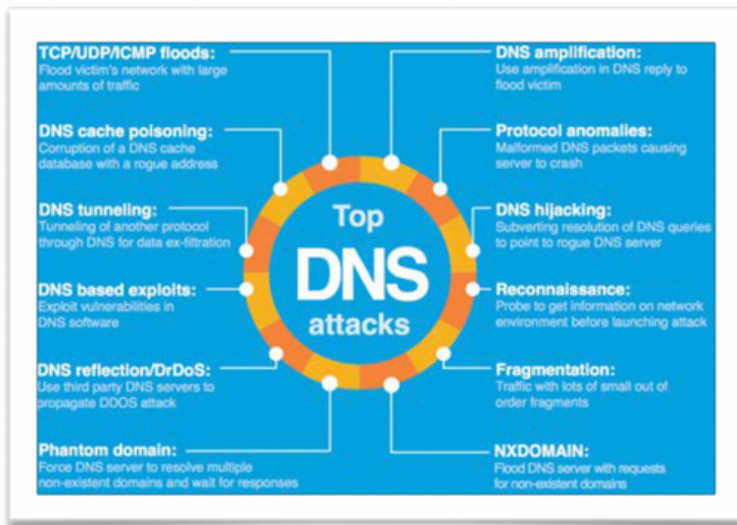 TCP/UDP/ICMP floods:
Flood victim's network with large
amounts of traffic
DNS cache poisoning:
Corruption of a DNS cache
database with a rogue address
DNS tunneling:
Tunneling of another protocol
through DNS for data ex-filtration
DNS based exploits:
Exploit vulnerabilities in
DNS software
DNS reflection/DrDoS:
Use third party DNS servers to
propagate DDOS attack
Phantom domain:
Force DNS server to resolve multiple
non-existent domains and wait for responses
Top
DNS
attacks
DNS amplification:
Use amplification in DNS reply to
flood victim
Protocol anomalies:
Malformed DNS packets causing
server to crash
DNS hijacking:
Subverting resolution of DNS queries
to point to rogue DNS server
Reconnaissance:
Probe to get information on network
environment before launching attack
Fragmentation:
Traffic with lots of small out of
order fragments
NXDOMAIN:
Flood DNS server with requests
for non-existent domains